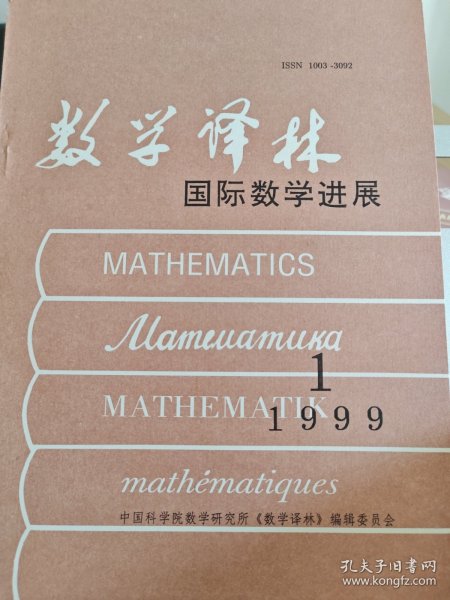 ISSN 1003-3092
数学译林
国际数学进展
MATHEMATICS
Математика
1
MATHEMATIK
1999
mathématiques
中国科学院数学研究所《数学译林》编辑委员会
孔夫子旧书网
www.kongfz.com